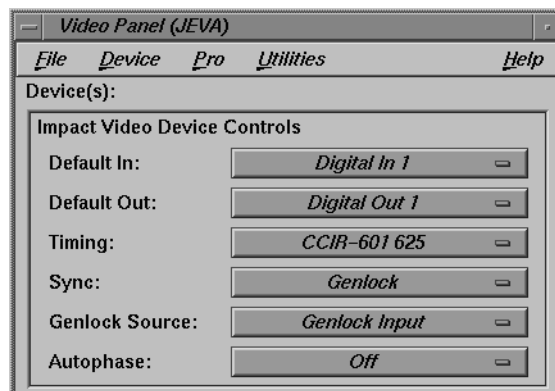 Video Panel (JEVA)
File Device Pro Utilities Help
Device(s):
Impact Video Device Controls
Default In: Digital In 1
Default Out: Digital Out 1
Timing: CCIR-601 625
Sync: Genlock
Genlock Source: Genlock Input
Autophase: Off